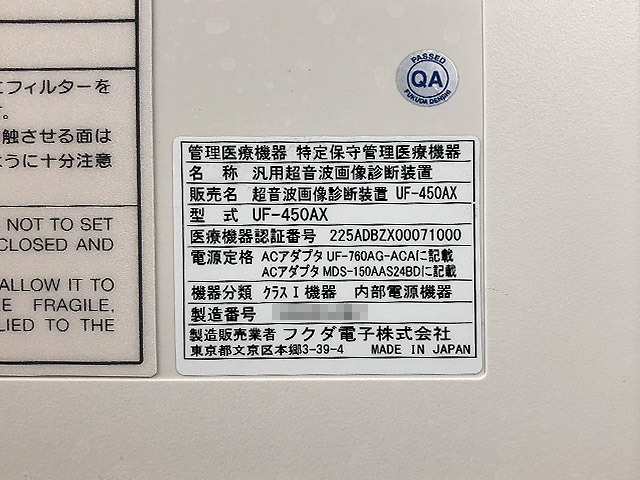 フィルターを
す。
触させる面は
ように十分注意
NOT TO SET
CLOSED AND
ALLOW IT TO
FRAGILE,
LIED TO THE
PASSED
QA
FUKUDA DENSHI
管理医療機器 特定保守管理医療機器
名 称 汎用超音波画像診断装置
販売名 超音波画像診断装置 UF-450AX
型 式 UF-450AX
医療機器認証番号 225ADBZX00071000
電源定格 ACアダプタ UF-760AG-ACAに記載
ACアダプタ MDS-150AAS24BDに記載
機器分類 クラスⅠ機器 内部電源機器
製造番号
製造販売業者 フクダ電子株式会社
東京都文京区本郷3-39-4 MADE IN JAPAN